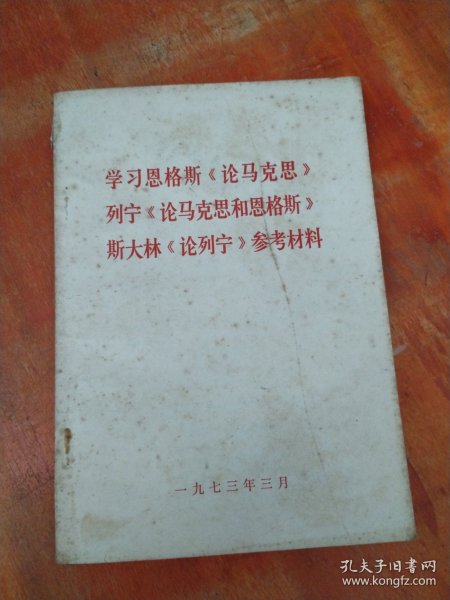 学习恩格斯《论马克思》
列宁《论马克思和恩格斯》
斯大林《论列宁》参考材料
一九七三年三月
孔夫子旧书网
www.kongfz.com